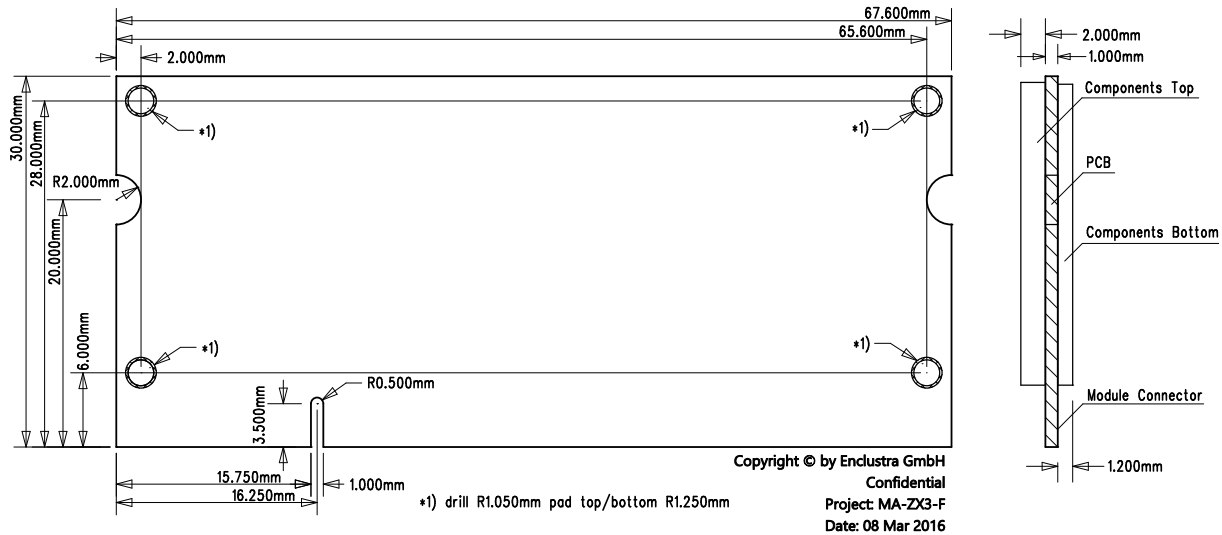 67.600mm
65.600mm
2.000mm
2.000mm
1.000mm
30.000mm
28.000mm
20.000mm
6.000mm
R2.000mm
*1)
*1)
*1)
*1)
Components Top
PCB
Components Bottom
Module Connector
R0.500mm
3.500mm
15.750mm
1.000mm
16.250mm
1.200mm
*1) drill R1.050mm pad top/bottom R1.250mm
Copyright © by Enclustra GmbH
Confidential
Project: MA-ZX3-F
Date: 08 Mar 2016